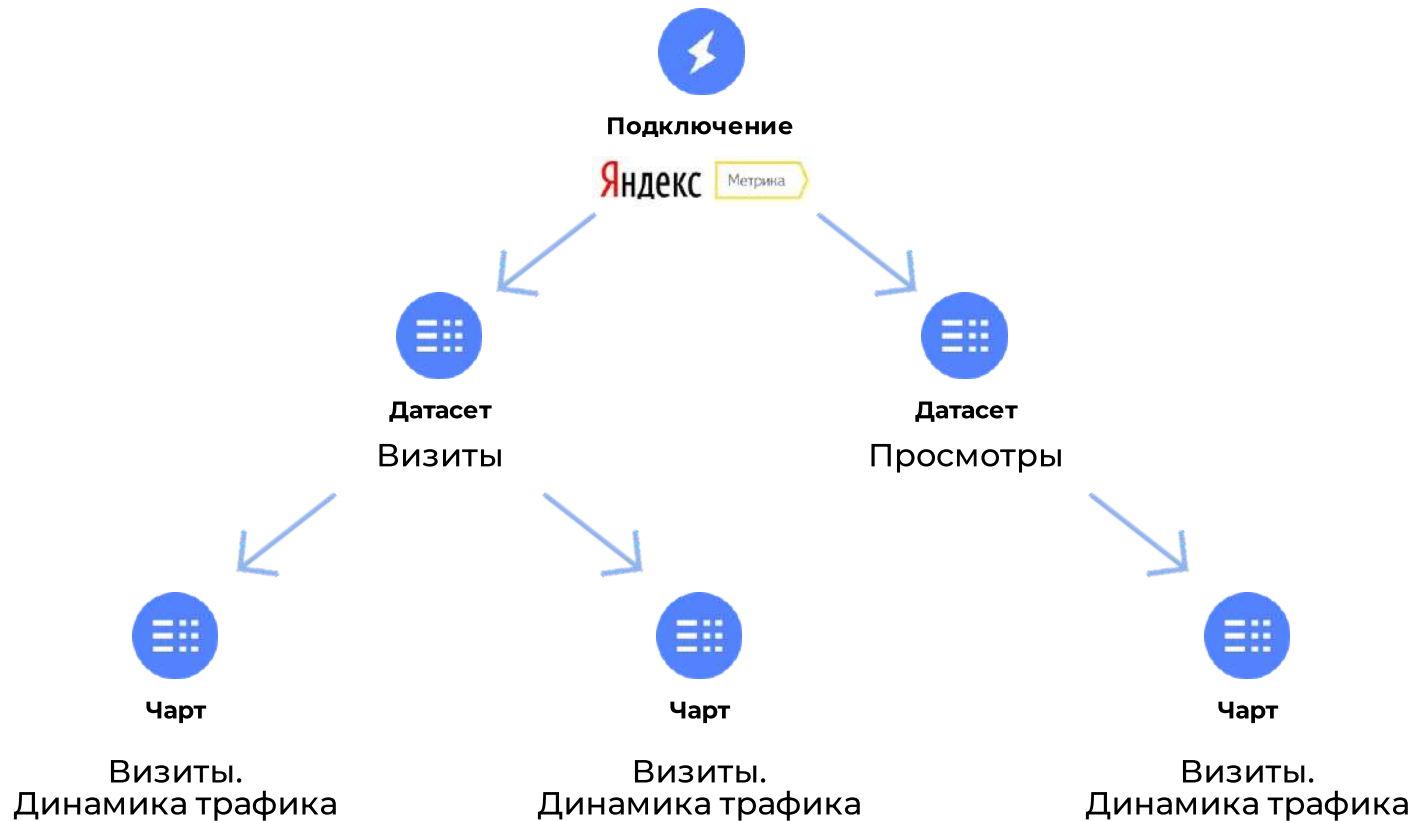 Подключение
Яндекс Метрика
Датасет Датасет
Визиты Просмотры
Чарт Чарт Чарт
Визиты. Визиты. Визиты.
Динамика трафика Динамика трафика Динамика трафика